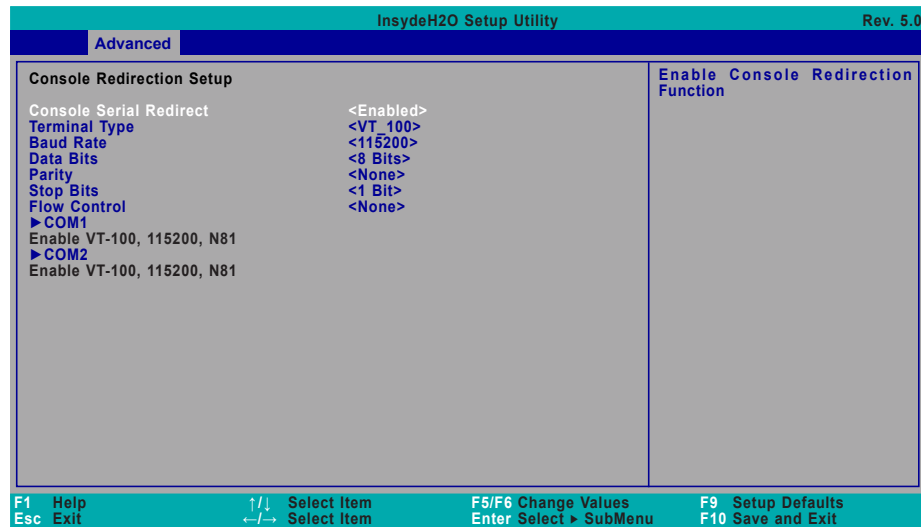 InsydeH2O Setup Utility Rev. 5.0
Advanced
Console Redirection Setup
Console Serial Redirect <Enabled>
Terminal Type <VT_100>
Baud Rate <115200>
Data Bits <8 Bits>
Parity <None>
Stop Bits <1 Bit>
Flow Control <None>
►COM1
Enable VT-100, 115200, N81
►COM2
Enable VT-100, 115200, N81
Enable Console Redirection
Function
F1 Help ↑/↓ Select Item F5/F6 Change Values F9 Setup Defaults
Esc Exit ←/→ Select Item Enter Select ► SubMenu F10 Save and Exit